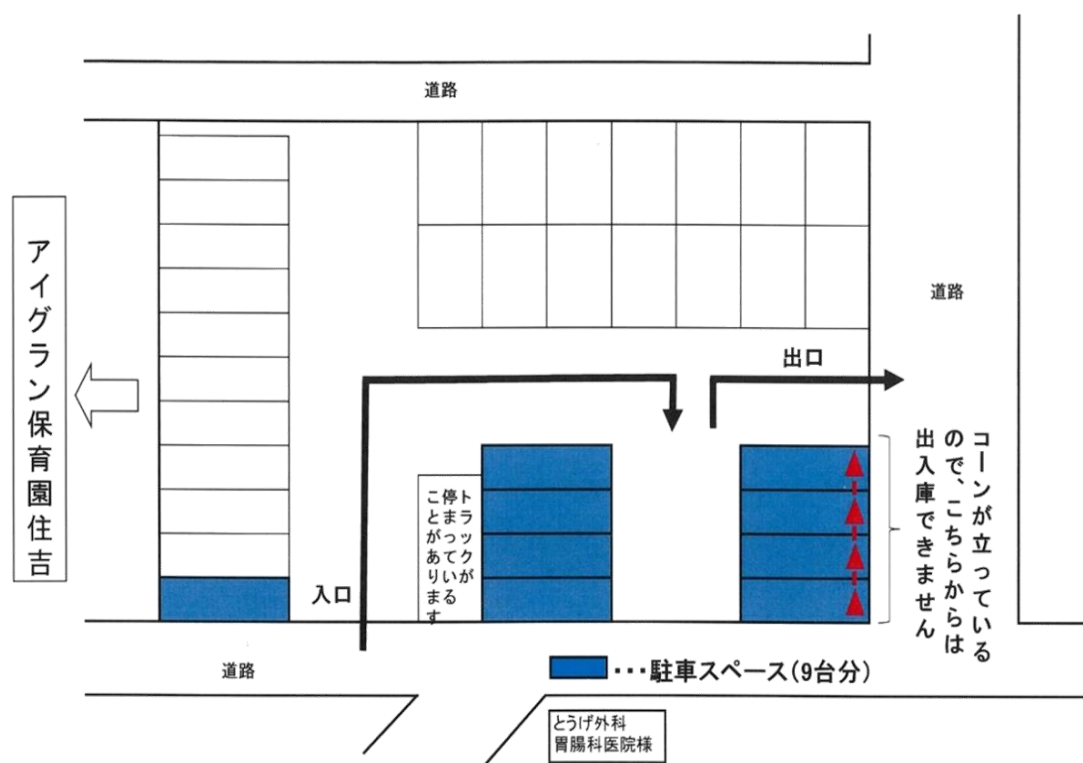 道路
アイグラン保育園住吉
道路
出口
コーンが立っている
ので、こちらからは
出入庫できません
トラックが
停まっている
ことがあります
入口
道路
・・・駐車スペース(9台分)
とうげ外科
胃腸科医院様